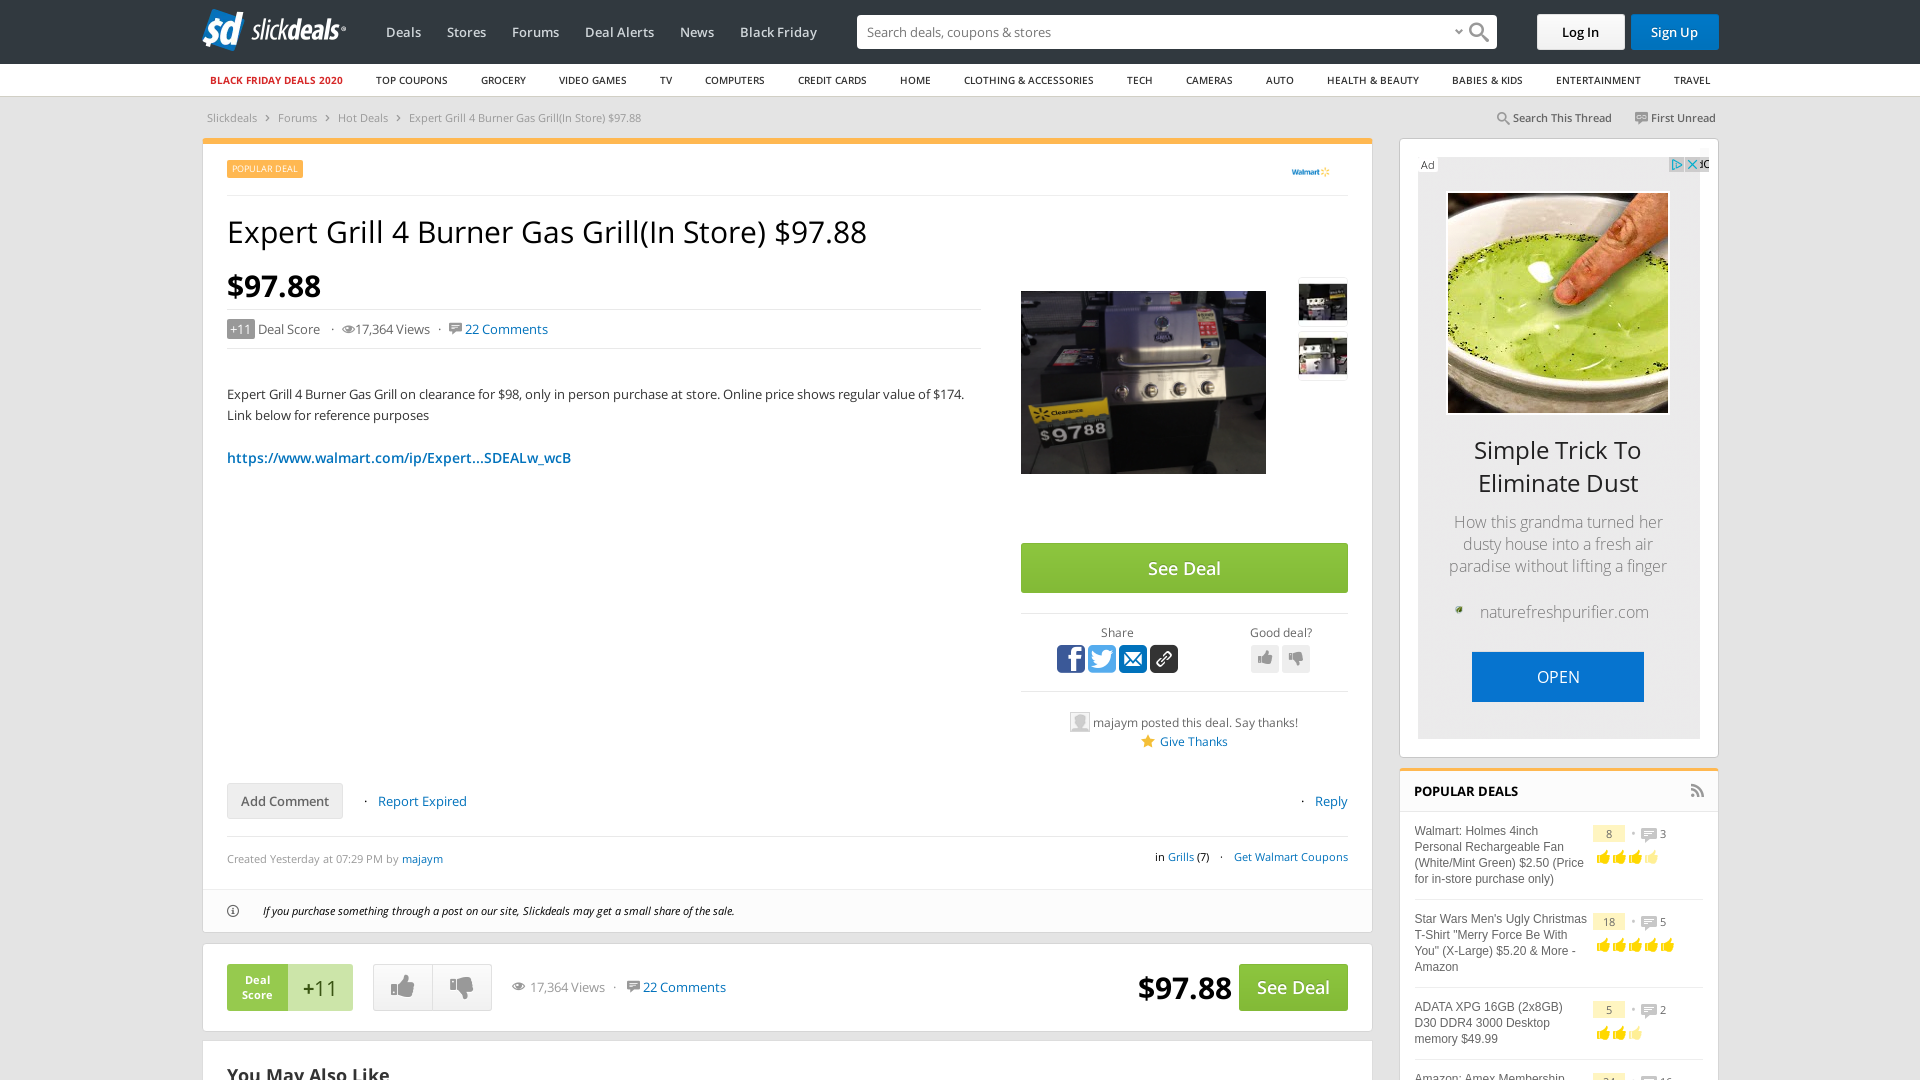 sd slickdeals
Deals
Stores
Forums
Deal Alerts
News
Black Friday
Search deals, coupons & stores
Log In
Sign Up
BLACK FRIDAY DEALS 2020
TOP COUPONS
GROCERY
VIDEO GAMES
TV
COMPUTERS
CREDIT CARDS
HOME
CLOTHING & ACCESSORIES
TECH
CAMERAS
AUTO
HEALTH & BEAUTY
BABIES & KIDS
ENTERTAINMENT
TRAVEL
Slickdeals
Forums
Hot Deals
Expert Grill 4 Burner Gas Grill(In Store) $97.88
Search This Thread
First Unread
POPULAR DEAL
Walmart
Expert Grill 4 Burner Gas Grill(In Store) $97.88
$97.88
+11 Deal Score · 17,364 Views · 22 Comments
Expert Grill 4 Burner Gas Grill on clearance for $98, only in person purchase at store. Online price shows regular value of $174.
Link below for reference purposes
https://www.walmart.com/ip/Expert...SDEALw_wcB
Clearance
$9788
See Deal
Share
Good deal?
majaym posted this deal. Say thanks!
Give Thanks
Add Comment
· Report Expired
· Reply
Created Yesterday at 07:29 PM by majaym
in Grills (7) · Get Walmart Coupons
If you purchase something through a post on our site, Slickdeals may get a small share of the sale.
Deal
Score
+11
17,364 Views · 22 Comments
$97.88
See Deal
You May Also Like
Ad
Simple Trick To
Eliminate Dust
How this grandma turned her
dusty house into a fresh air
paradise without lifting a finger
naturefreshpurifier.com
OPEN
POPULAR DEALS
Walmart: Holmes 4inch
Personal Rechargeable Fan
(White/Mint Green) $2.50 (Price
for in-store purchase only)
8 • 3
Star Wars Men's Ugly Christmas
T-Shirt "Merry Force Be With
You" (X-Large) $5.20 & More -
Amazon
18 • 5
ADATA XPG 16GB (2x8GB)
D30 DDR4 3000 Desktop
memory $49.99
5 • 2
Amazon: Amex Membership